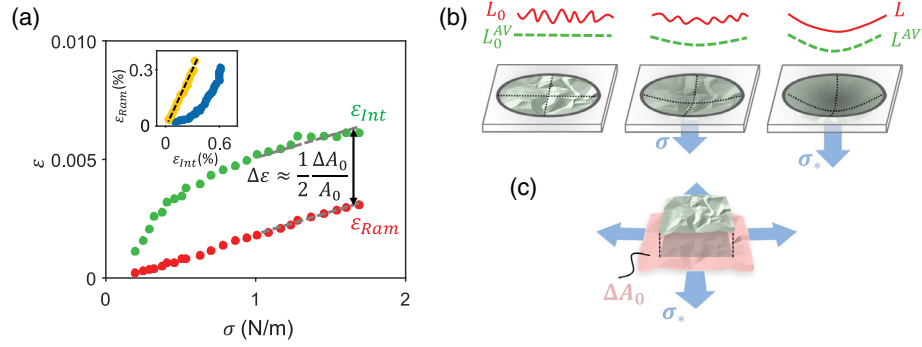 (a)
0.010
0.005
0
ε
0
1
2
σ (N/m)
ε_Int
ε_Ram
Δε ≈ 1/2 ΔA_0/A_0
0.3
0
ε_Ram(%)
0
0.6
ε_Int(%)
(b)
L_0
L_0^AV
L
L^AV
σ
σ_*
(c)
ΔA_0
σ_*